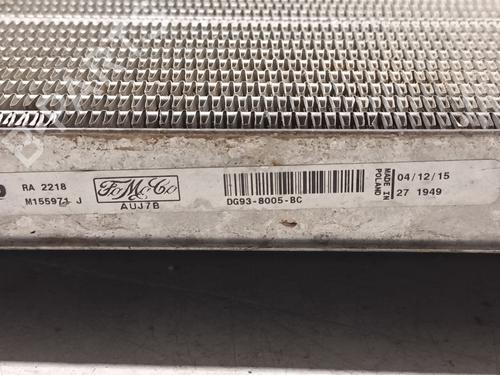 RA 2218
M155971 J
FoMoCo
AUJ7B
DG93-8005-BC
MADE IN
POLAND
04/12/15
27 1949